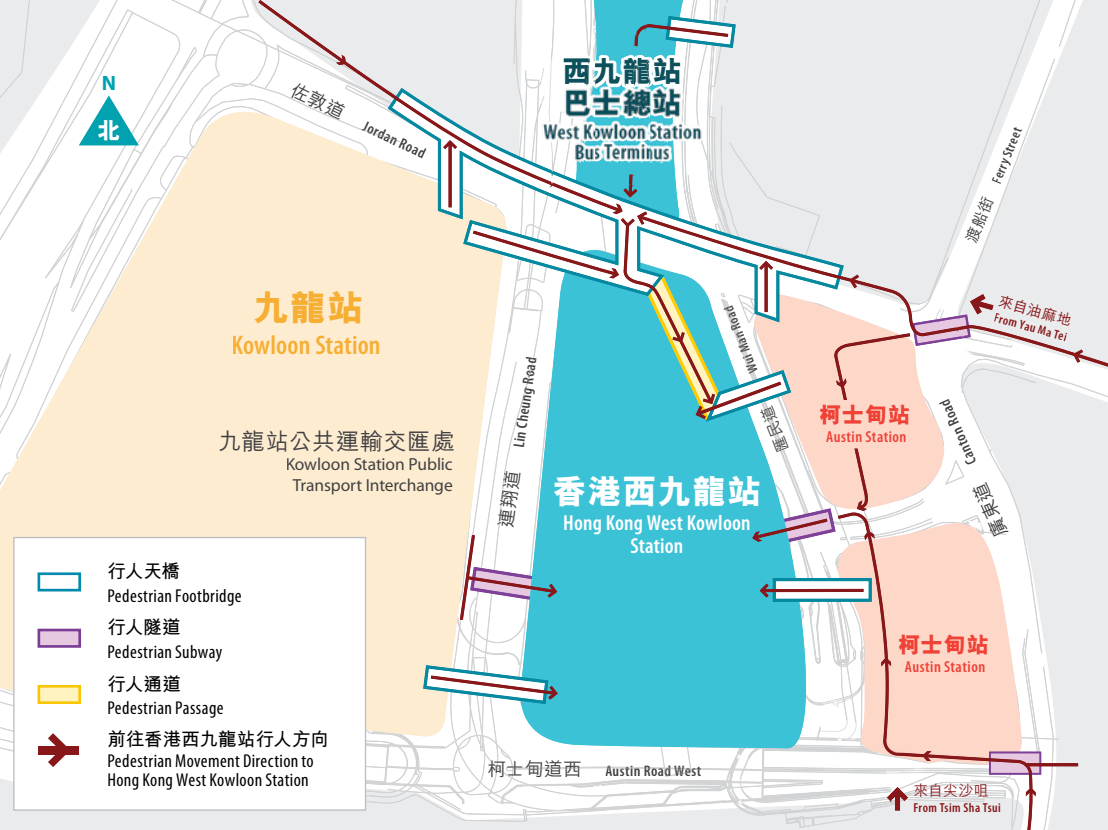 N
北
佐敦道
Jordan Road
西九龍站
巴士總站
West Kowloon Station
Bus Terminus
渡船街
Ferry Street
來自油麻地
From Yau Ma Tei
九龍站
Kowloon Station
九龍站公共運輸交匯處
Kowloon Station Public
Transport Interchange
連翔道
Lin Cheung Road
Wui Man Road
匯民道
香港西九龍站
Hong Kong West Kowloon
Station
柯士甸站
Austin Station
廣東道
Canton Road
柯士甸站
Austin Station
行人天橋
Pedestrian Footbridge
行人隧道
Pedestrian Subway
行人通道
Pedestrian Passage
前往香港西九龍站行人方向
Pedestrian Movement Direction to
Hong Kong West Kowloon Station
柯士甸道西
Austin Road West
來自尖沙咀
From Tsim Sha Tsui